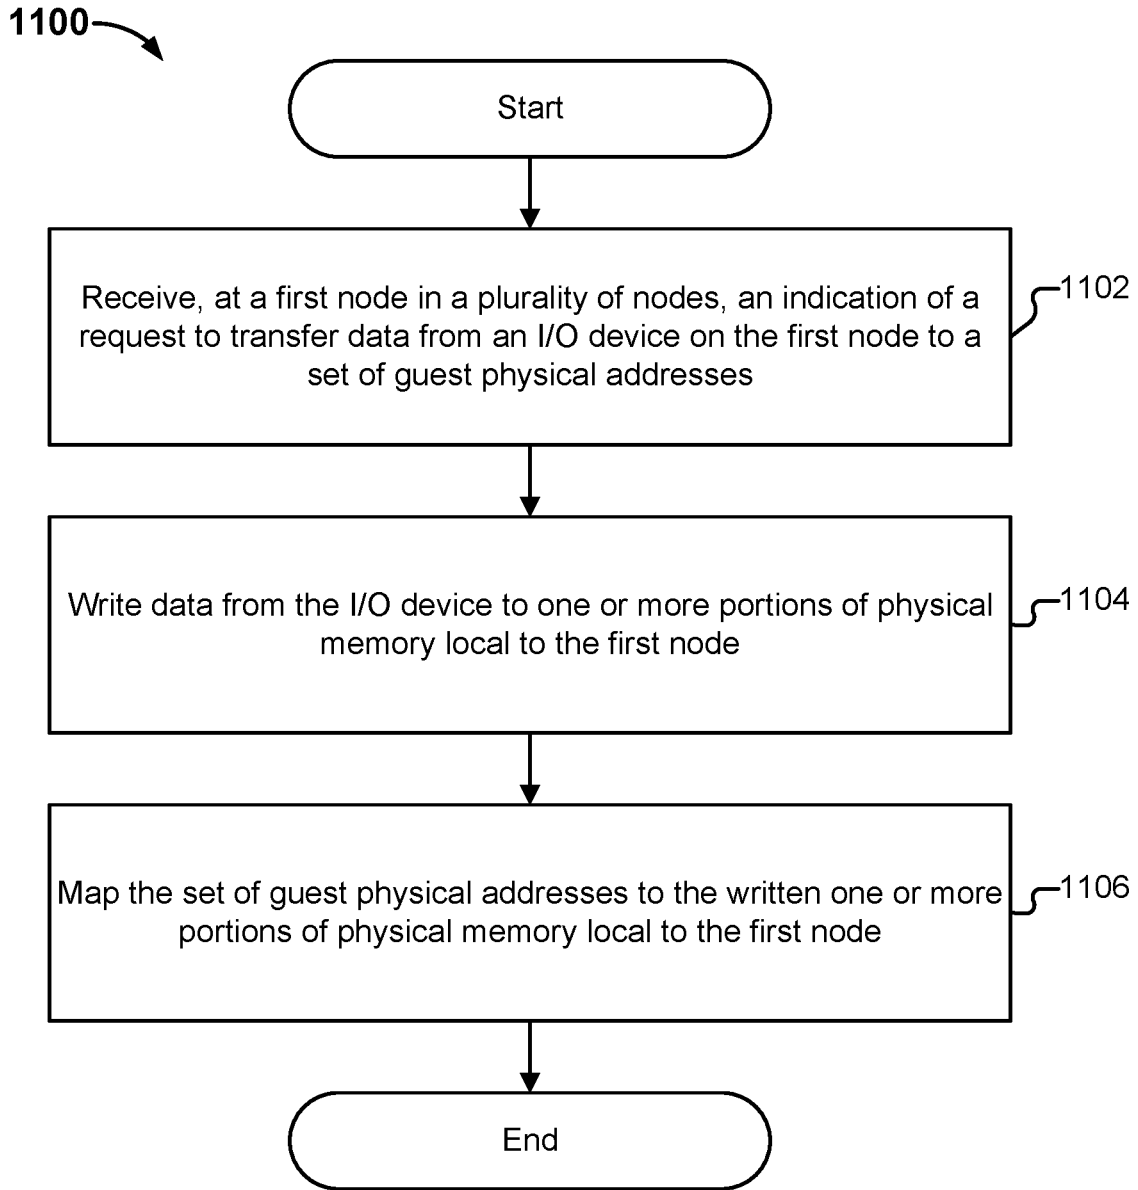 1100
Start
Receive, at a first node in a plurality of nodes, an indication of a
request to transfer data from an I/O device on the first node to a
set of guest physical addresses
1102
Write data from the I/O device to one or more portions of physical
memory local to the first node
1104
Map the set of guest physical addresses to the written one or more
portions of physical memory local to the first node
1106
End